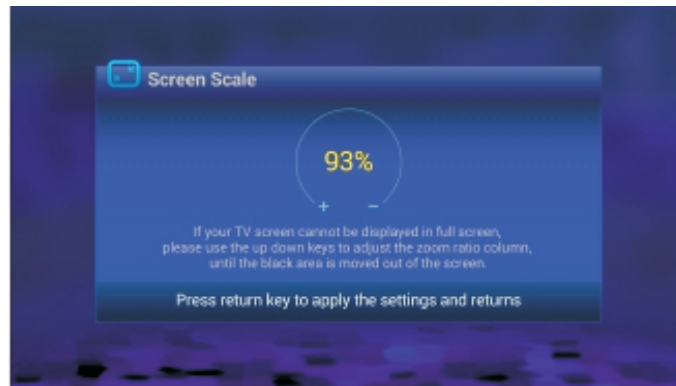 Screen Scale
93%
+ −
If your TV screen cannot be displayed in full screen,
please use the up down keys to adjust the zoom ratio column,
until the black area is moved out of the screen.
Press return key to apply the settings and returns